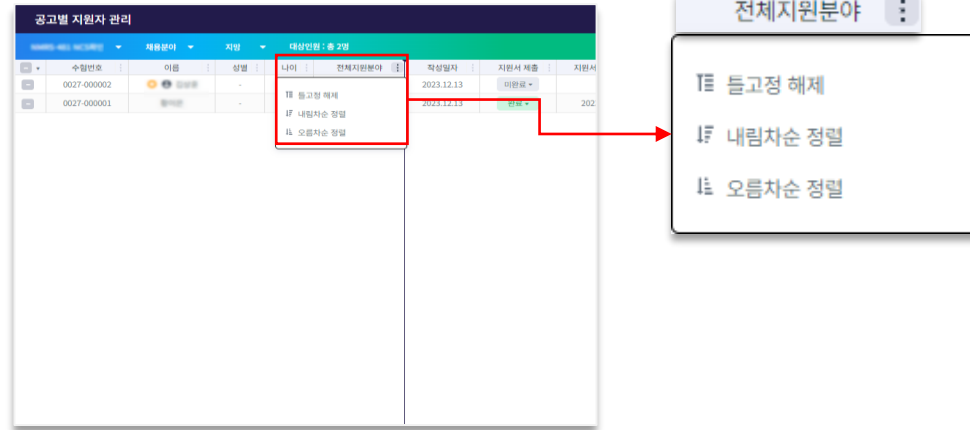 공고별 지원자 관리
채용분야 지망 대상인원 : 총 2명
수험번호 이름 성별 나이 전체지원분야 작성일자 지원서 제출 지원서
0027-000002 - 2023.12.13 미완료
0027-000001 - 2023.12.13 완료 202
틀고정 해제
내림차순 정렬
오름차순 정렬
전체지원분야
틀고정 해제
내림차순 정렬
오름차순 정렬